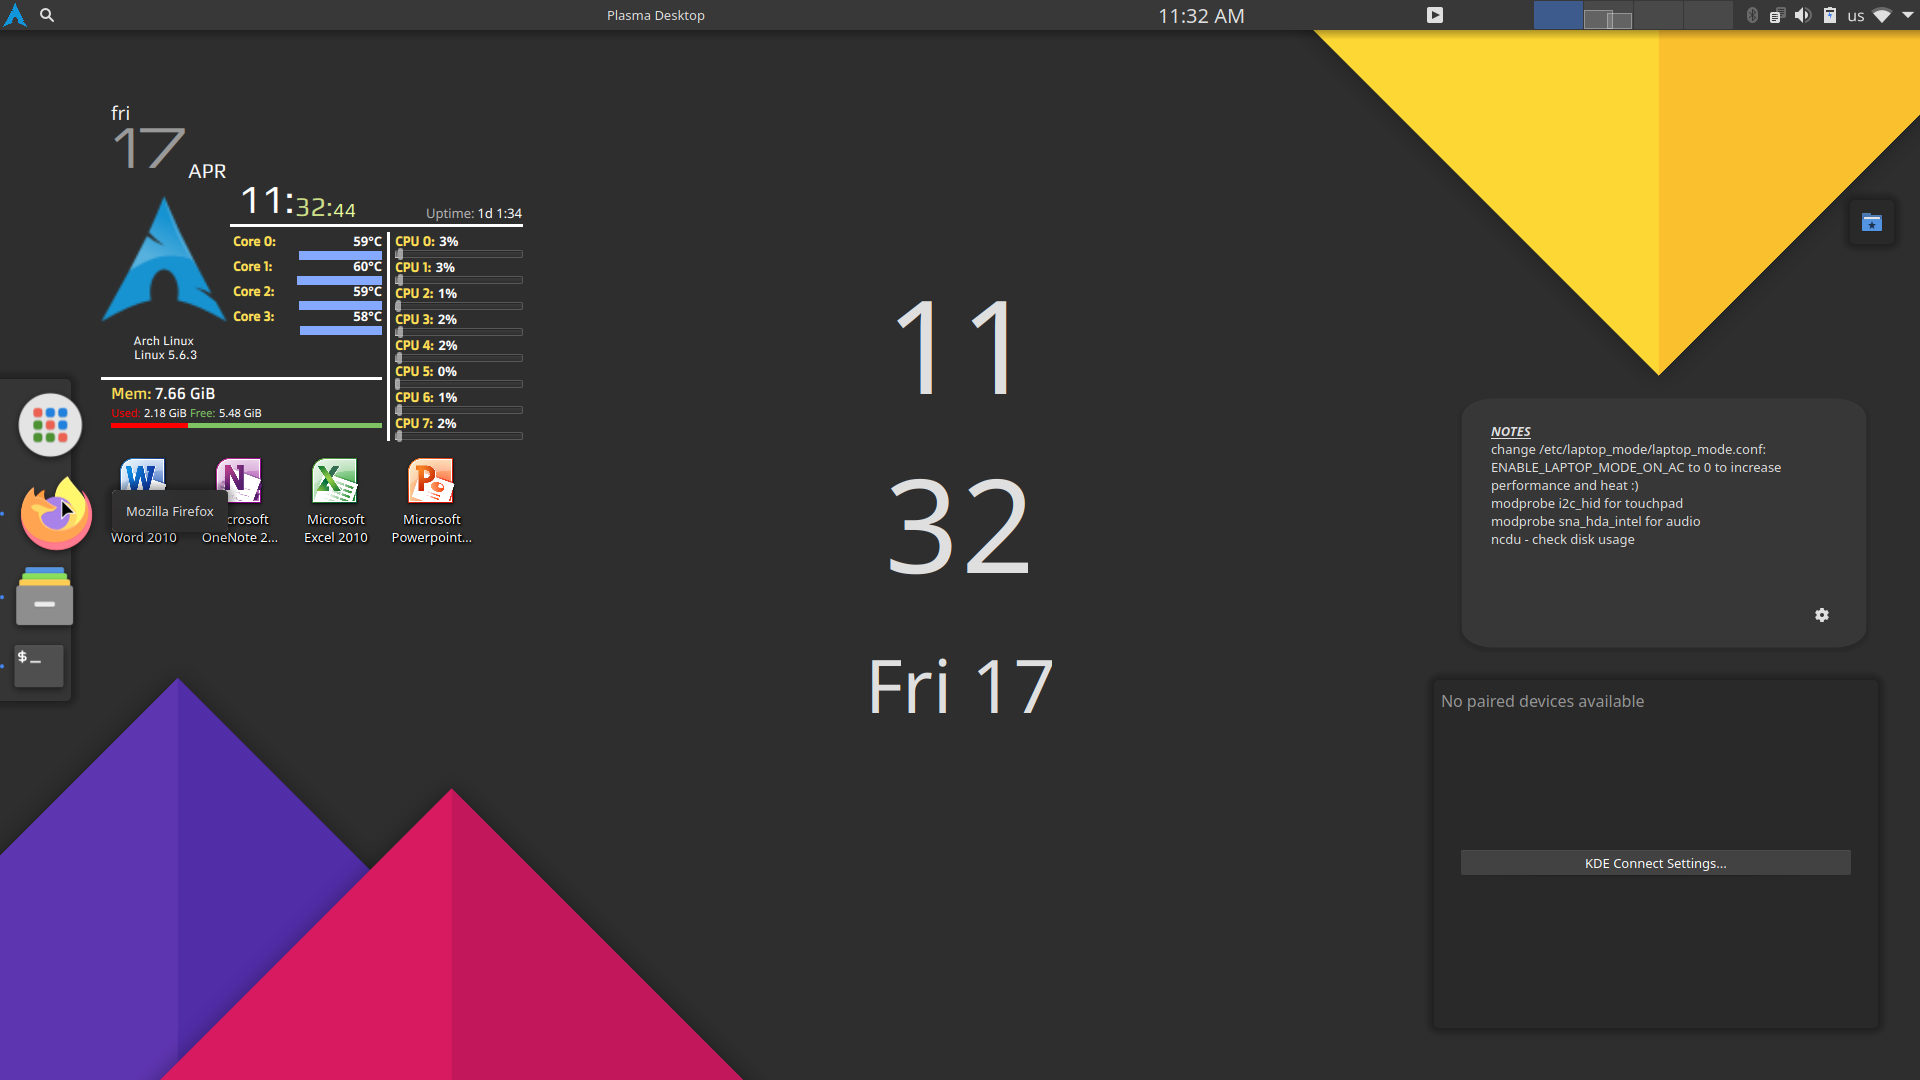 Plasma Desktop
11:32 AM
us
fri
17
APR
11:32:44
Uptime: 1d 1:34
Core 0: 59°C
Core 1: 60°C
Core 2: 59°C
Core 3: 58°C
CPU 0: 3%
CPU 1: 3%
CPU 2: 1%
CPU 3: 2%
CPU 4: 2%
CPU 5: 0%
CPU 6: 1%
CPU 7: 2%
Arch Linux
Linux 5.6.3
Mem: 7.66 GiB
Used: 2.18 GiB Free: 5.48 GiB
Mozilla Firefox
Word 2010
OneNote 2...
Microsoft
Excel 2010
Microsoft
Powerpoint...
$_
11
32
Fri 17
NOTES
change /etc/laptop_mode/laptop_mode.conf:
ENABLE_LAPTOP_MODE_ON_AC to 0 to increase
performance and heat :)
modprobe i2c_hid for touchpad
modprobe sna_hda_intel for audio
ncdu - check disk usage
No paired devices available
KDE Connect Settings...